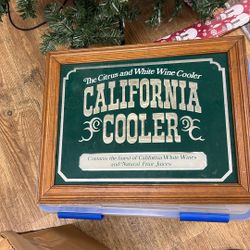 The Citrus and White Wine Cooler
CALIFORNIA
COOLER
Contains the finest of California White Wines
and Natural Fruit Juices